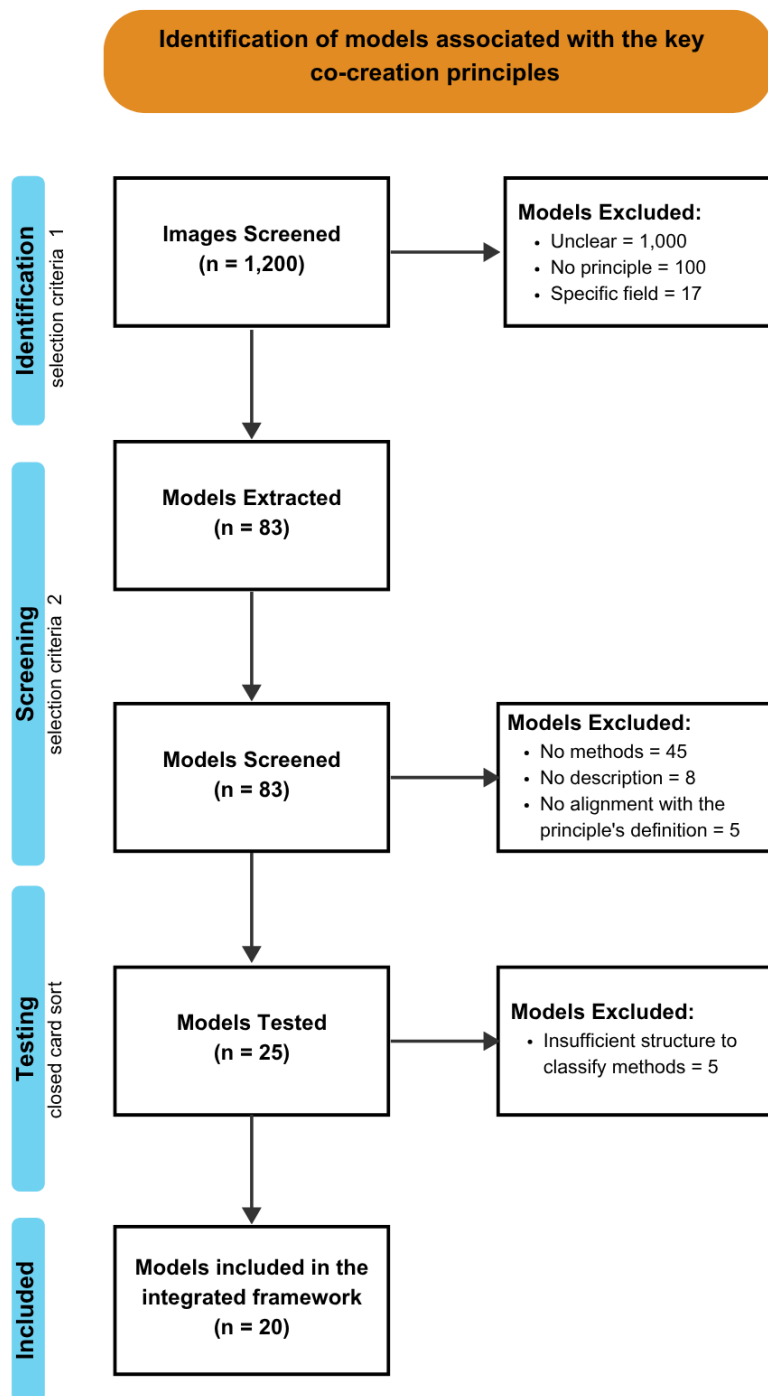 Identification of models associated with the key
co-creation principles
Identification
selection criteria 1
Images Screened
(n = 1,200)
Models Excluded:
• Unclear = 1,000
• No principle = 100
• Specific field = 17
Screening
selection criteria 2
Models Extracted
(n = 83)
Models Screened
(n = 83)
Models Excluded:
• No methods = 45
• No description = 8
• No alignment with the
principle's definition = 5
Testing
closed card sort
Models Tested
(n = 25)
Models Excluded:
• Insufficient structure to
classify methods = 5
Included
Models included in the
integrated framework
(n = 20)